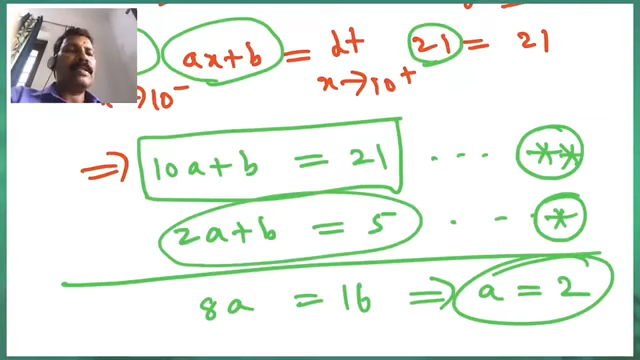 ax+b = lt 21 = 21
x→10⁻ x→10⁺
⇒ 10a+b = 21 ... **
2a+b = 5 ... *
8a = 16 ⇒ a = 2